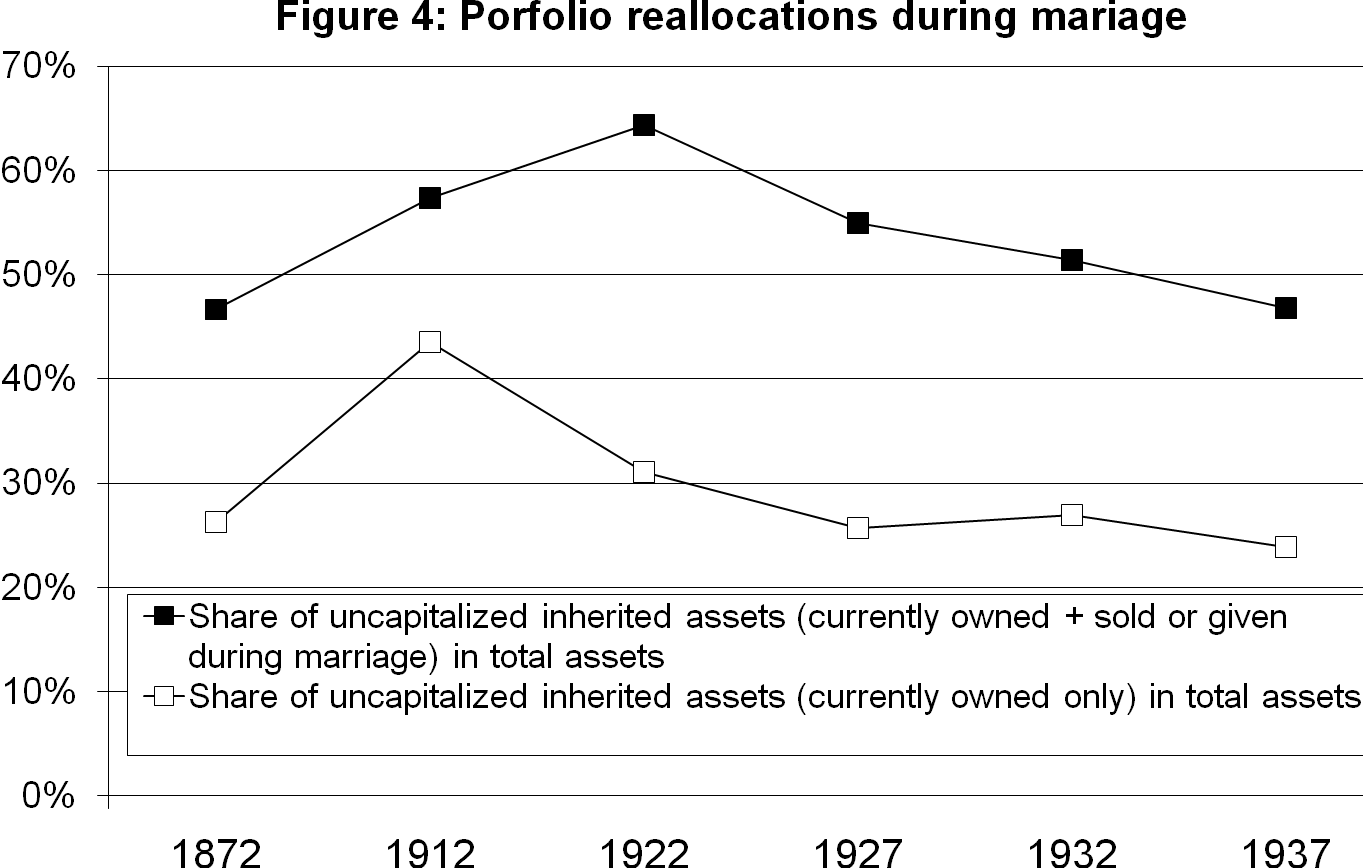 Figure 4: Porfolio reallocations during mariage
70%
60%
50%
40%
30%
20%
Share of uncapitalized inherited assets (currently owned + sold or given
during marriage) in total assets
10%
Share of uncapitalized inherited assets (currently owned only) in total assets
0%
1872 1912 1922 1927 1932 1937